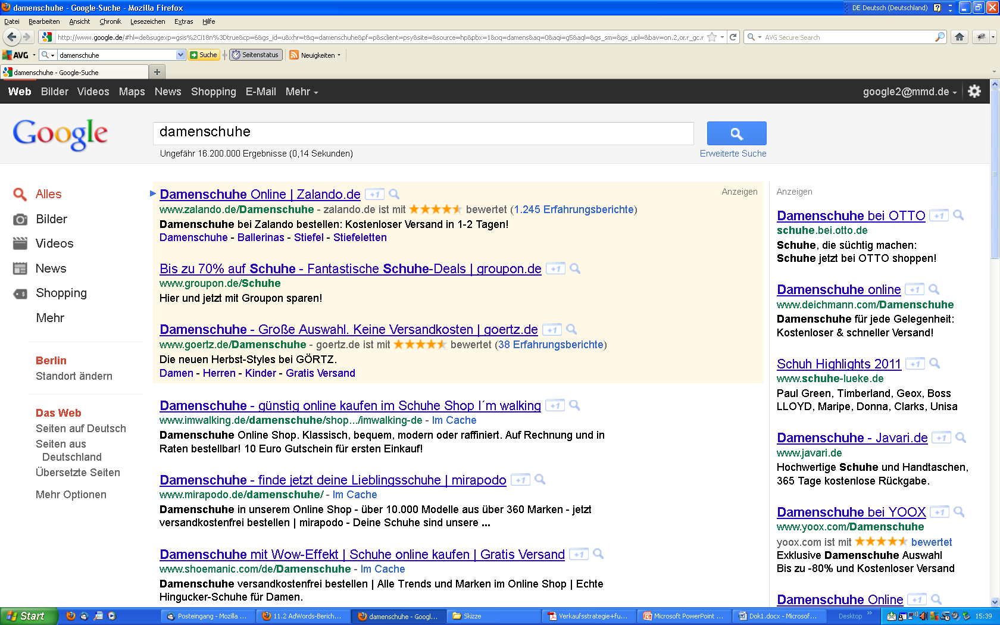 damenschuhe - Google-Suche - Mozilla Firefox
DE Deutsch (Deutschland)
Datei Bearbeiten Ansicht Chronik Lesezeichen Extras Hilfe
http://www.google.de/#hl=de&sugexp=gsis%2Ci18n%3Dtrue&cp=6&gs_id=u&xhr=t&q=damenschuhe&pf=p&sclient=psy&site=&source=hp&pbx=1&oq=damens&aq=0&aqi=g5&aql=&gs_sm=&gs_upl=&bav=on.2,or.r_gc.r
AVG Secure Search
AVG damenschuhe Suche Seitenstatus Neuigkeiten
damenschuhe - Google-Suche
Web Bilder Videos Maps News Shopping E-Mail Mehr
google2@mmd.de
Google
damenschuhe
Ungefähr 16.200.000 Ergebnisse (0,14 Sekunden)
Erweiterte Suche
Alles
Bilder
Videos
News
Shopping
Mehr
Berlin
Standort ändern
Das Web
Seiten auf Deutsch
Seiten aus
Deutschland
Übersetzte Seiten
Mehr Optionen
Anzeigen
Damenschuhe Online | Zalando.de +1
www.zalando.de/Damenschuhe - zalando.de ist mit bewertet (1.245 Erfahrungsberichte)
Damenschuhe bei Zalando bestellen: Kostenloser Versand in 1-2 Tagen!
Damenschuhe - Ballerinas - Stiefel - Stiefeletten
Bis zu 70% auf Schuhe - Fantastische Schuhe-Deals | groupon.de +1
www.groupon.de/Schuhe
Hier und jetzt mit Groupon sparen!
Damenschuhe - Große Auswahl. Keine Versandkosten | goertz.de +1
www.goertz.de/Damenschuhe - goertz.de ist mit bewertet (38 Erfahrungsberichte)
Die neuen Herbst-Styles bei GÖRTZ.
Damen - Herren - Kinder - Gratis Versand
Damenschuhe - günstig online kaufen im Schuhe Shop I´m walking +1
www.imwalking.de/damenschuhe/shop.../imwalking-de - Im Cache
Damenschuhe Online Shop. Klassisch, bequem, modern oder raffiniert. Auf Rechnung und in
Raten bestellbar! 10 Euro Gutschein für ersten Einkauf!
Damenschuhe - finde jetzt deine Lieblingsschuhe | mirapodo +1
www.mirapodo.de/damenschuhe/ - Im Cache
Damenschuhe in unserem Online Shop - über 10.000 Modelle aus über 360 Marken - jetzt
versandkostenfrei bestellen | mirapodo - Deine Schuhe sind unsere ...
Damenschuhe mit Wow-Effekt | Schuhe online kaufen | Gratis Versand +1
www.shoemanic.com/de/Damenschuhe - Im Cache
Damenschuhe versandkostenfrei bestellen | Alle Trends und Marken im Online Shop | Echte
Hingucker-Schuhe für Damen.
Anzeigen
Damenschuhe bei OTTO +1
schuhe.bei.otto.de
Schuhe, die süchtig machen:
Schuhe jetzt bei OTTO shoppen!
Damenschuhe online +1
www.deichmann.com/Damenschuhe
Damenschuhe für jede Gelegenheit:
Kostenloser & schneller Versand!
Schuh Highlights 2011 +1
www.schuhe-lueke.de
Paul Green, Timberland, Geox, Boss
LLOYD, Maripe, Donna, Clarks, Unisa
Damenschuhe - Javari.de +1
www.javari.de
Hochwertige Schuhe und Handtaschen,
365 Tage kostenlose Rückgabe.
Damenschuhe bei YOOX +1
www.yoox.com/Damenschuhe
yoox.com ist mit bewertet
Exklusive Damenschuhe Auswahl
Bis zu -80% und Kostenloser Versand
Damenschuhe Online +1
Start
Posteingang - Mozilla ...
11.2 AdWords-Berich...
damenschuhe - Googl...
Skizze
Verkaufsstrategie+fu...
Microsoft PowerPoint ...
Dok1.docx - Microsof...
Desktop
15:39